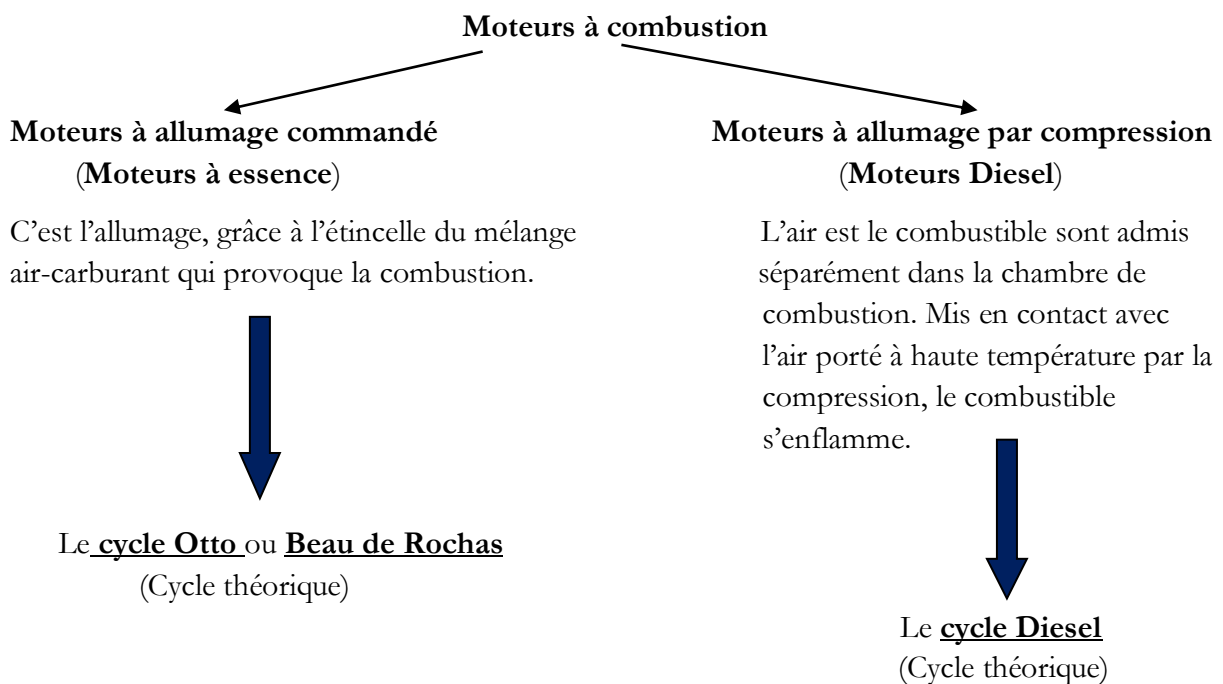 Moteurs à combustion
Moteurs à allumage commandé
(Moteurs à essence)
C’est l’allumage, grâce à l’étincelle du mélange
air-carburant qui provoque la combustion.
Le cycle Otto ou Beau de Rochas
(Cycle théorique)
Moteurs à allumage par compression
(Moteurs Diesel)
L’air est le combustible sont admis
séparément dans la chambre de
combustion. Mis en contact avec
l’air porté à haute température par la
compression, le combustible
s’enflamme.
Le cycle Diesel
(Cycle théorique)